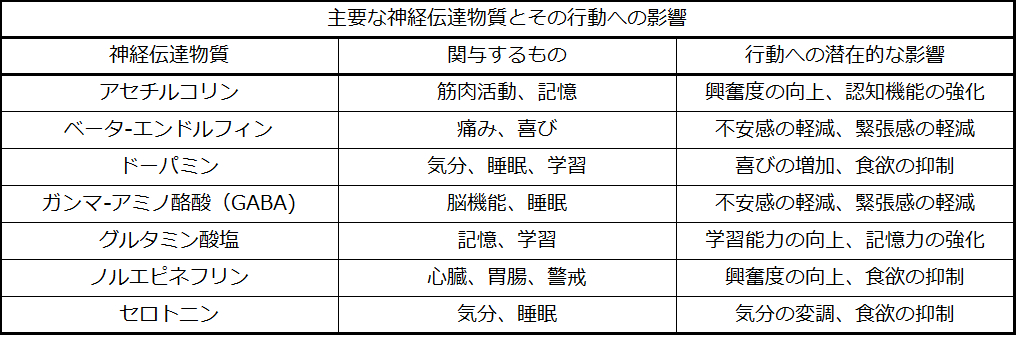 主要な神経伝達物質とその行動への影響
神経伝達物質 関与するもの 行動への潜在的な影響
アセチルコリン 筋肉活動、記憶 興奮度の向上、認知機能の強化
ベータ-エンドルフィン 痛み、喜び 不安感の軽減、緊張感の軽減
ドーパミン 気分、睡眠、学習 喜びの増加、食欲の抑制
ガンマ-アミノ酪酸（GABA) 脳機能、睡眠 不安感の軽減、緊張感の軽減
グルタミン酸塩 記憶、学習 学習能力の向上、記憶力の強化
ノルエピネフリン 心臓、胃腸、警戒 興奮度の向上、食欲の抑制
セロトニン 気分、睡眠 気分の変調、食欲の抑制